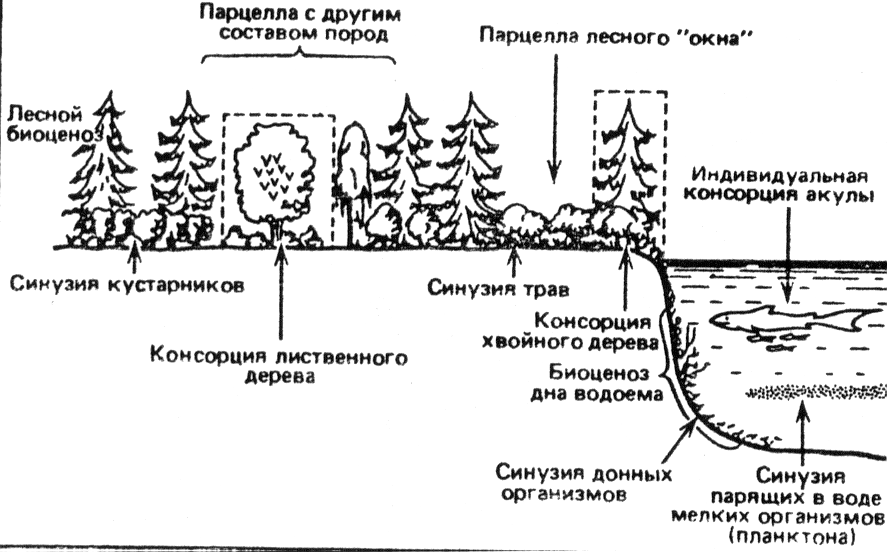 Парцелла с другим
составом пород
Парцелла лесного "окна"
Лесной
биоценоз
Индивидуальная
консорция акулы
Синузия кустарников
Синузия трав
Консорция
хвойного дерева
Консорция лиственного
дерева
Биоценоз
дна водоема
Синузия донных
организмов
Синузия
парящих в воде
мелких организмов
(планктона)